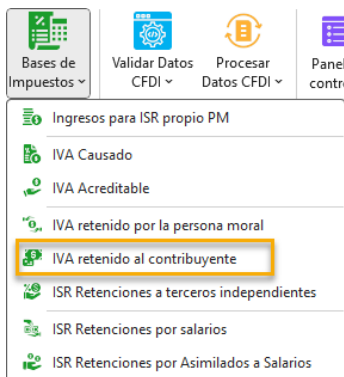 Bases de
Impuestos
Validar Datos
CFDI
Procesar
Datos CFDI
Panel
contr
Ingresos para ISR propio PM
IVA Causado
IVA Acreditable
IVA retenido por la persona moral
IVA retenido al contribuyente
ISR Retenciones a terceros independientes
ISR Retenciones por salarios
ISR Retenciones por Asimilados a Salarios